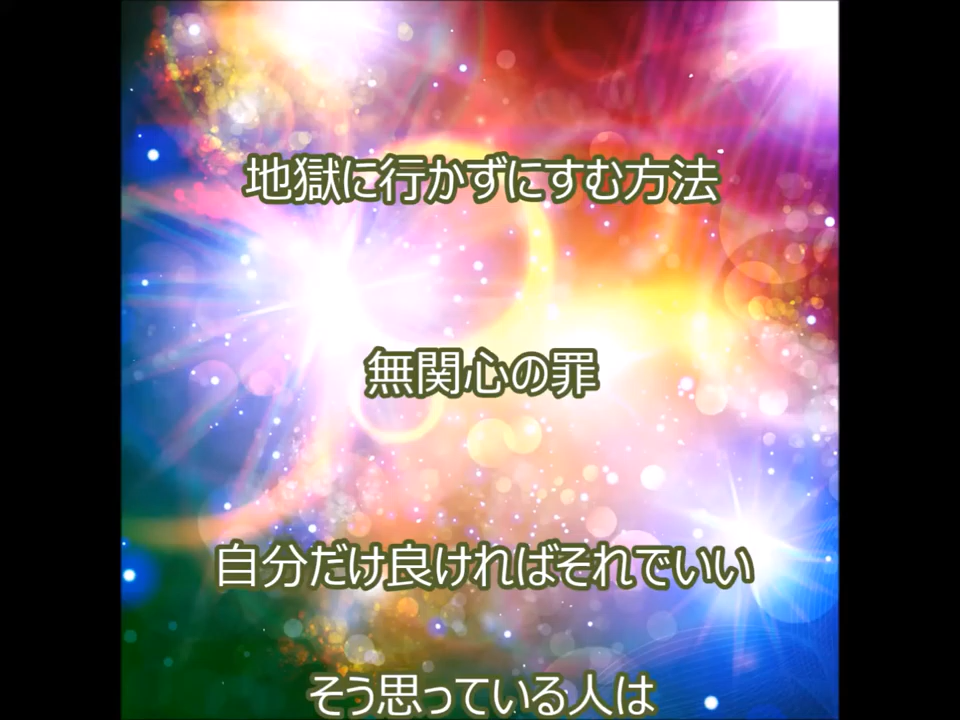 地獄に行かずにすむ方法
無関心の罪
自分だけ良ければそれでいい
そう思っている人は